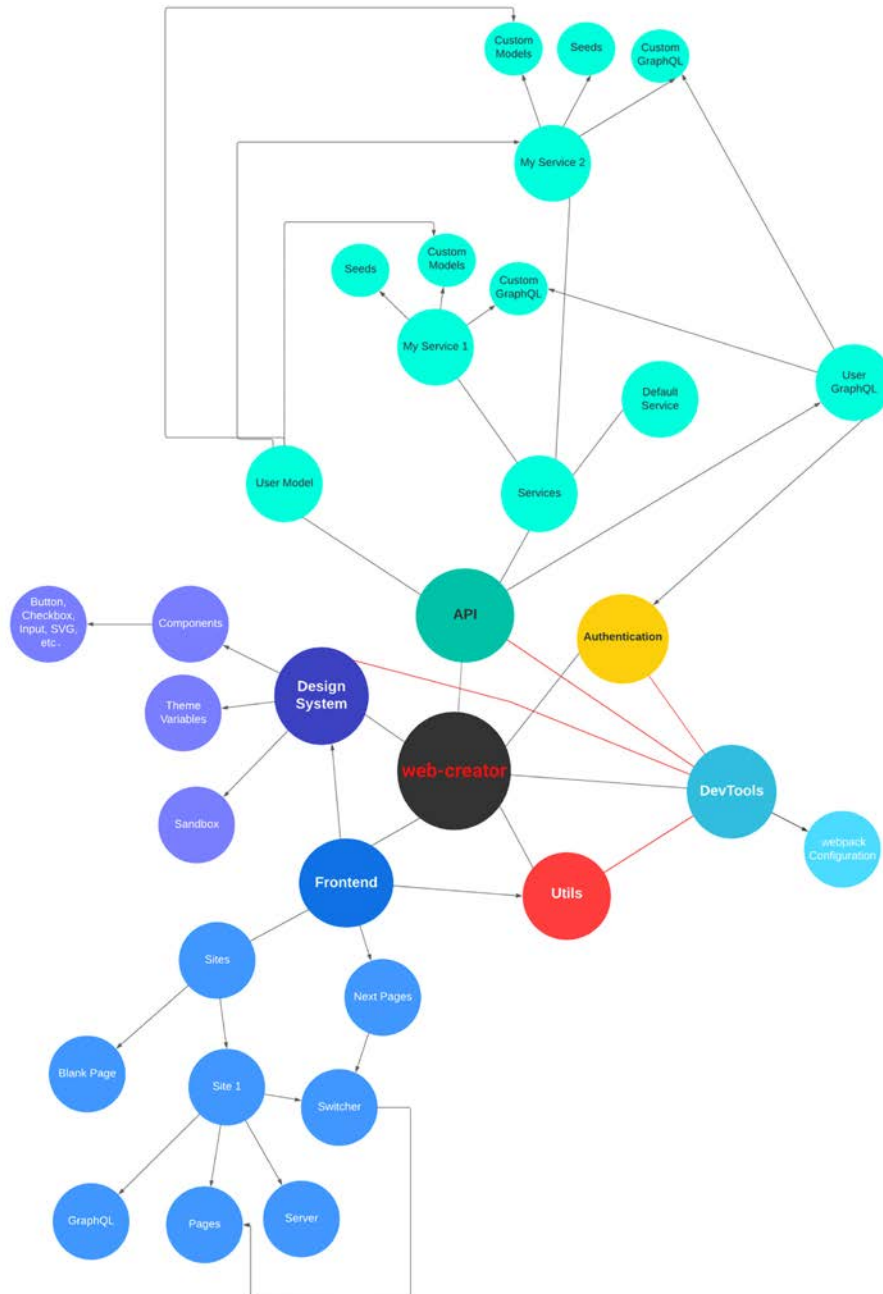 Custom
Models
Seeds
Custom
GraphQL
My Service 2
Seeds
Custom
Models
Custom
GraphQL
My Service 1
User
GraphQL
Default
Service
User Model
Services
API
Button,
Checkbox,
Input, SVG,
etc.
Components
Authentication
Design
System
Theme
Variables
web-creator
DevTools
Sandbox
webpack
Configuration
Frontend
Utils
Sites
Next Pages
Blank Page
Site 1
Switcher
GraphQL
Pages
Server